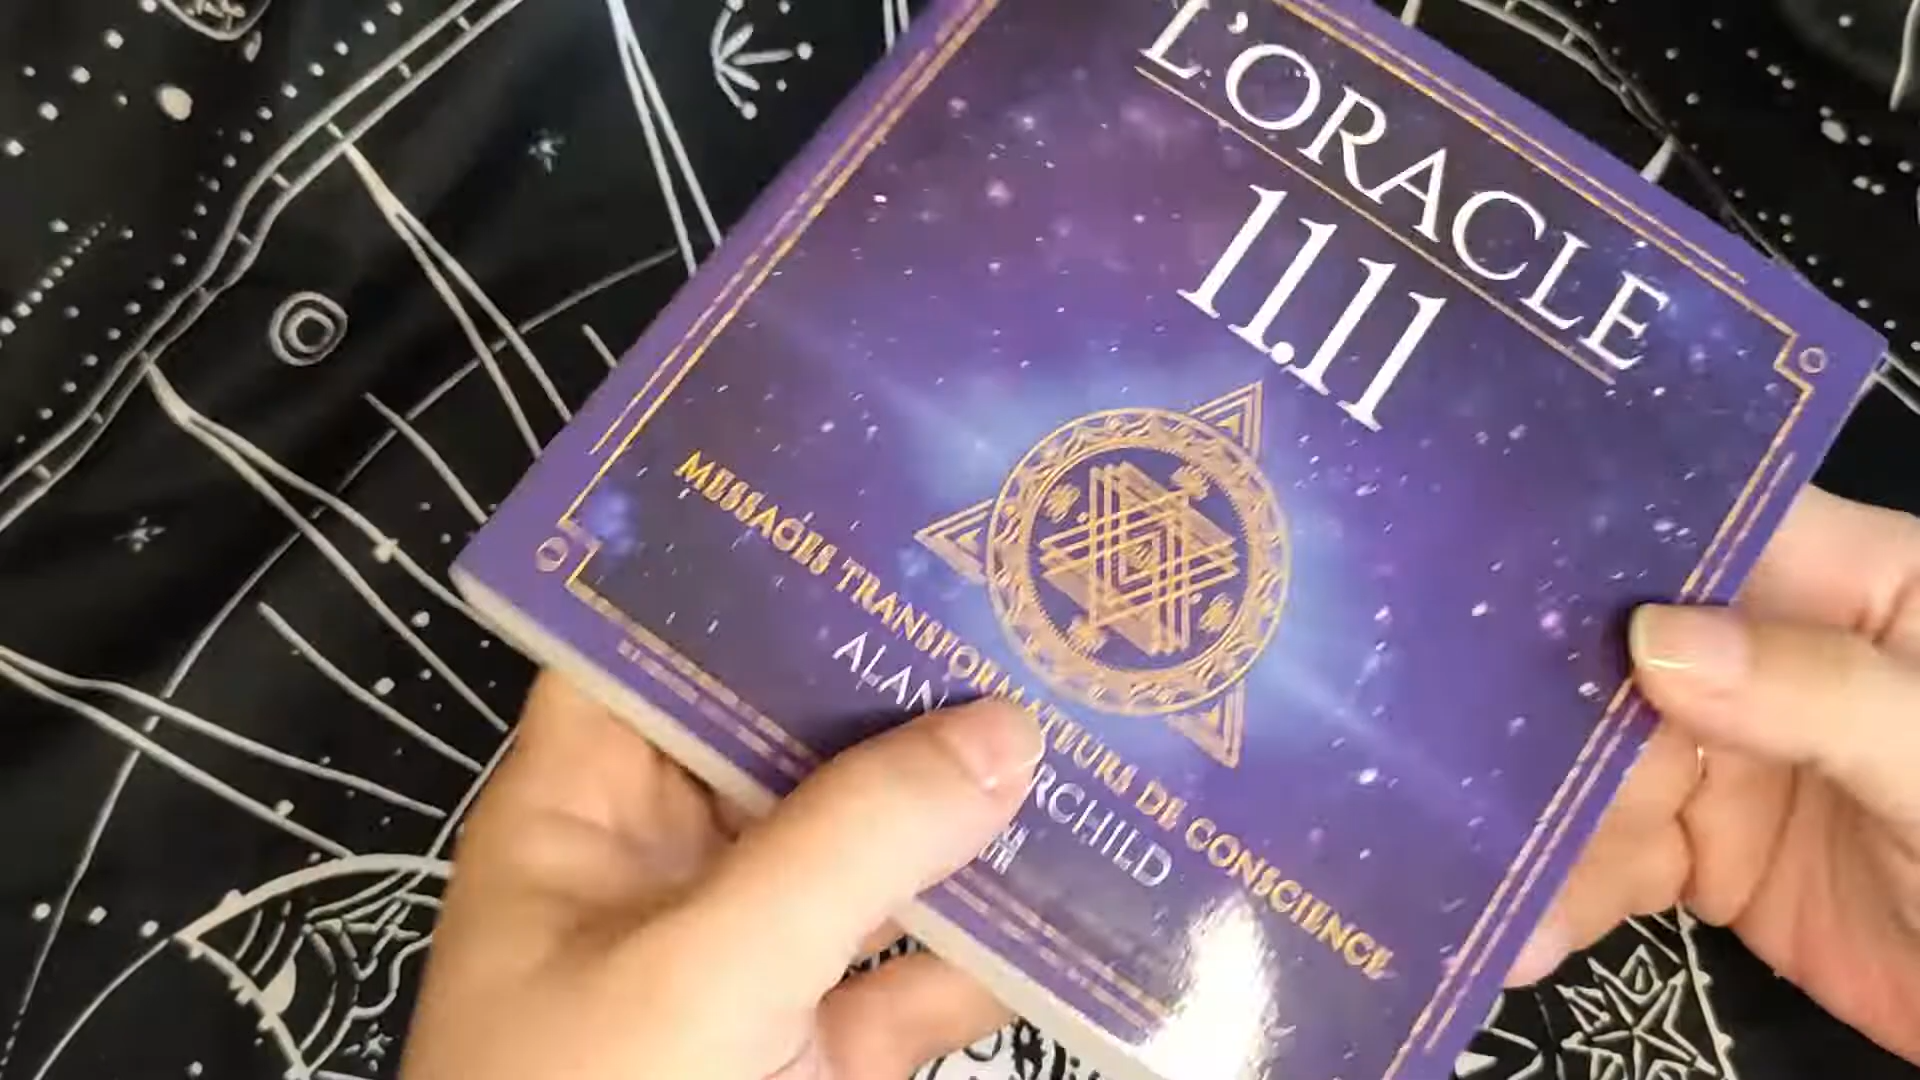 L'ORACLE
11.11
MESSAGES TRANSFORMATEURS DE CONSCIENCE